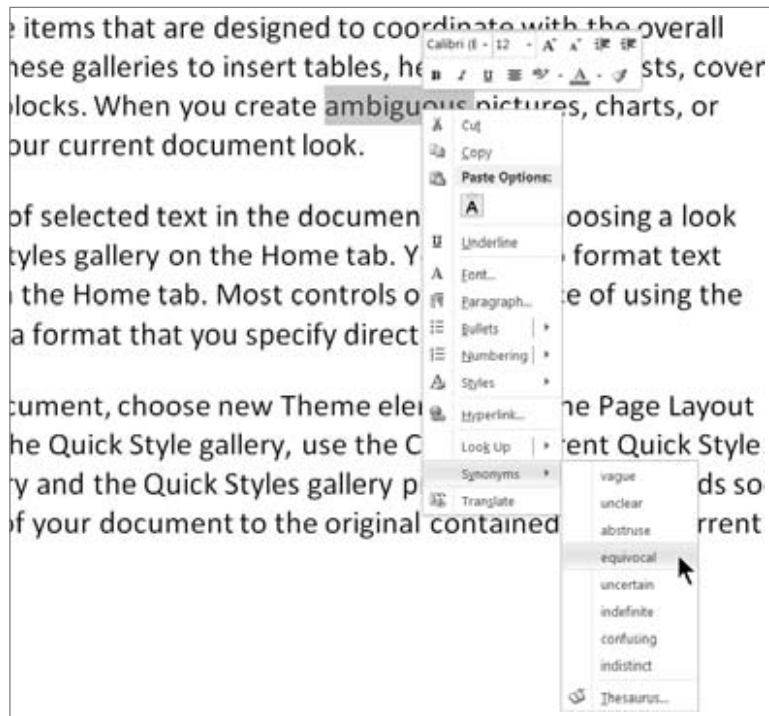 e items that are designed to coordinate with the overall
hese galleries to insert tables, he sts, cover
blocks. When you create ambiguous pictures, charts, or
our current document look.
of selected text in the documen oosing a look
tyles gallery on the Home tab. Y o format text
the Home tab. Most controls o e of using the
a format that you specify direct
cument, choose new Theme ele ne Page Layout
he Quick Style gallery, use the C rent Quick Style
ry and the Quick Styles gallery p ds so
of your document to the original contained rrent
Calibri (E 12 A A
B I U A
Cut
Copy
Paste Options:
A
U Underline
A Font...
Paragraph...
Bullets
Numbering
Styles
Hyperlink...
Look Up
Synonyms
Translate
vague
unclear
abstruse
equivocal
uncertain
indefinite
confusing
indistinct
Thesaurus...